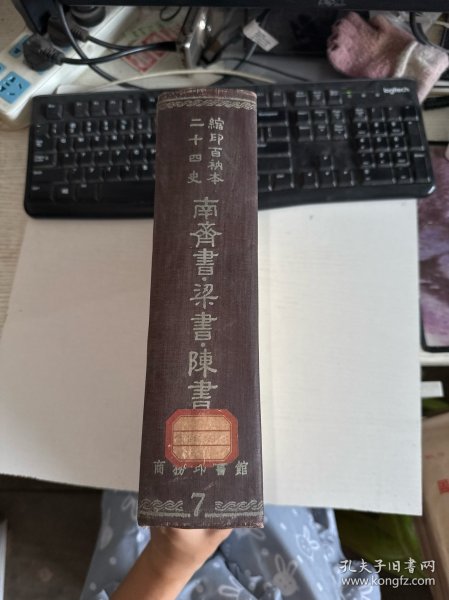 縮印百衲本
二十四史
南齊書·梁書·陳書
商務印書館
7
logitech
孔夫子旧书网
www.kongfz.com